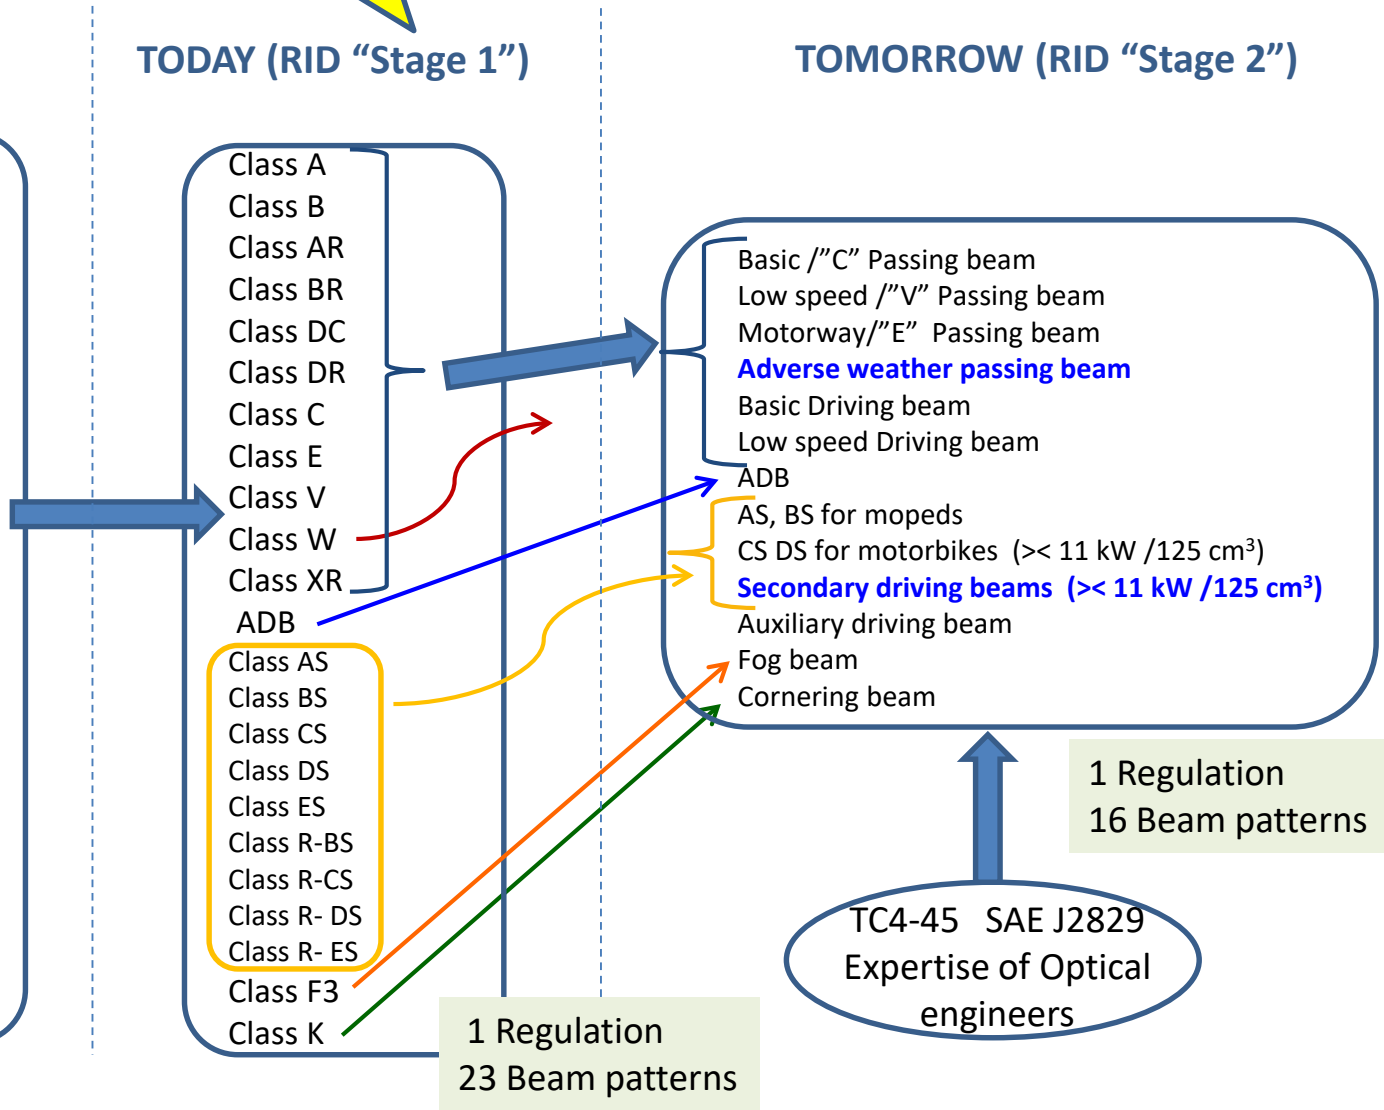 TODAY (RID “Stage 1”)
Class A
Class B
Class AR
Class BR
Class DC
Class DR
Class C
Class E
Class V
Class W
Class XR
ADB
Class AS
Class BS
Class CS
Class DS
Class ES
Class R-BS
Class R-CS
Class R- DS
Class R- ES
Class F3
Class K
1 Regulation
23 Beam patterns
TOMORROW (RID “Stage 2”)
Basic /”C” Passing beam
Low speed /”V” Passing beam
Motorway/”E” Passing beam
Adverse weather passing beam
Basic Driving beam
Low speed Driving beam
ADB
AS, BS for mopeds
CS DS for motorbikes (>< 11 kW /125 cm³)
Secondary driving beams (>< 11 kW /125 cm³)
Auxiliary driving beam
Fog beam
Cornering beam
1 Regulation
16 Beam patterns
TC4-45 SAE J2829
Expertise of Optical
engineers